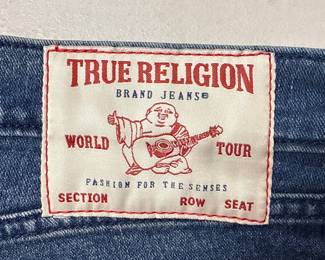 TRUE RELIGION
BRAND JEANS®
WORLD TOUR
FASHION FOR THE SENSES
SECTION ROW SEAT